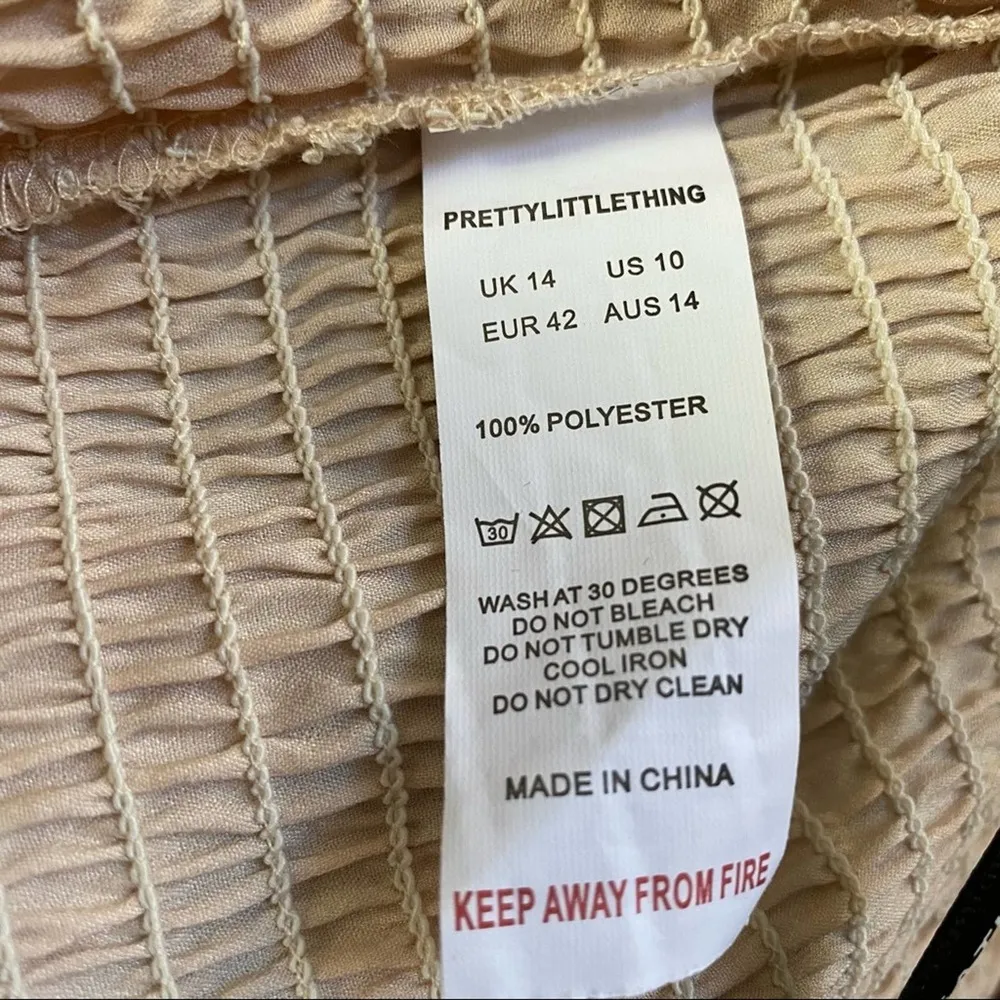 PRETTYLITTLETHING
UK 14 US 10
EUR 42 AUS 14
100% POLYESTER
30
WASH AT 30 DEGREES
DO NOT BLEACH
DO NOT TUMBLE DRY
COOL IRON
DO NOT DRY CLEAN
MADE IN CHINA
KEEP AWAY FROM FIRE